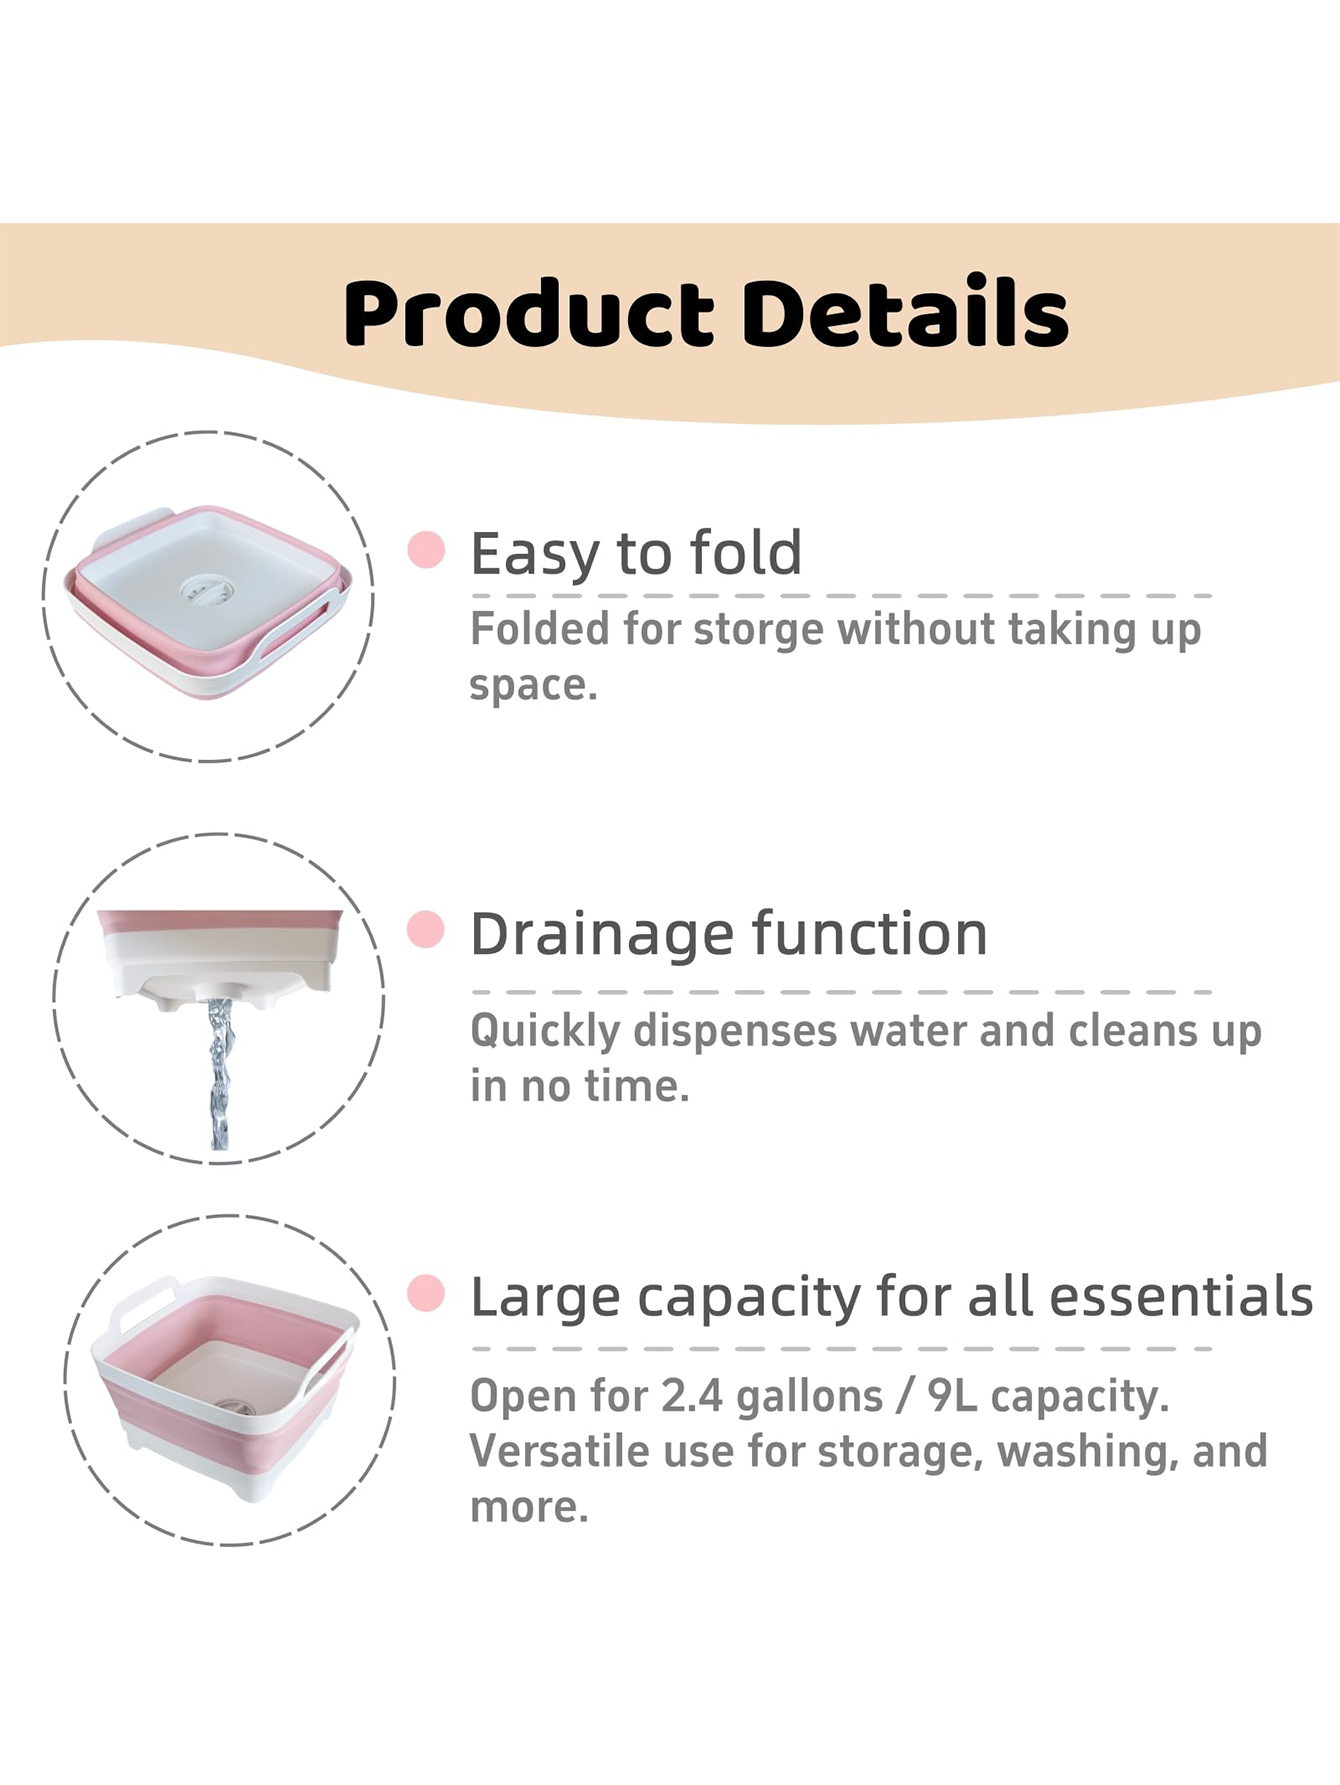 Product Details
Easy to fold
Folded for storge without taking up
space.
Drainage function
Quickly dispenses water and cleans up
in no time.
Large capacity for all essentials
Open for 2.4 gallons / 9L capacity.
Versatile use for storage, washing, and
more.